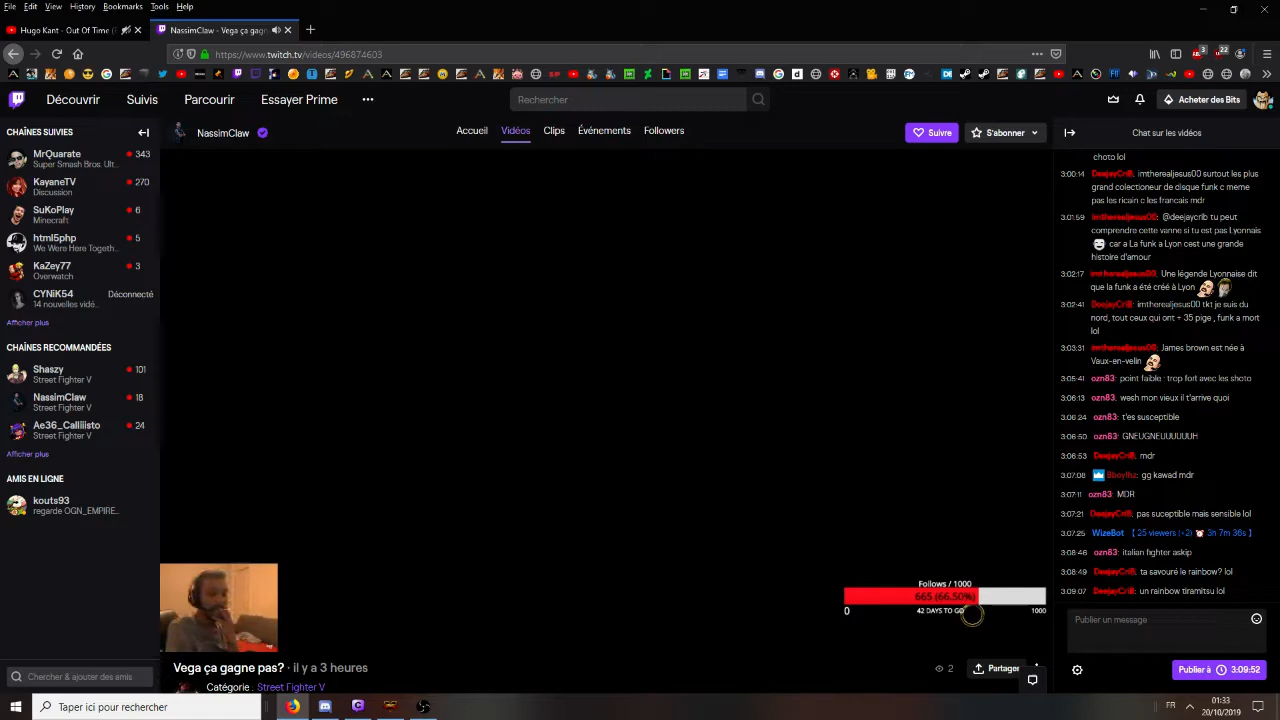 File Edit View History Bookmarks Tools Help
Hugo Kant - Out Of Time
NassimClaw - Vega ça gagn
https://www.twitch.tv/videos/496874603
Découvrir Suivis Parcourir Essayer Prime
Rechercher
Acheter des Bits
CHAÎNES SUIVIES
MrQuarate 343
Super Smash Bros. Ult...
KayaneTV 270
Discussion
SuKoPlay 6
Minecraft
html5php 5
We Were Here Togeth...
KaZey77 3
Overwatch
CYNiK54 Déconnecté
14 nouvelles vidé...
Afficher plus
CHAÎNES RECOMMANDÉES
Shaszy 101
Street Fighter V
NassimClaw 18
Street Fighter V
Ae36_Callliisto 24
Street Fighter V
Afficher plus
AMIS EN LIGNE
kouts93
regarde OGN_EMPIRE...
Chercher & ajouter des amis
NassimClaw
Accueil Vidéos Clips Événements Followers
Suivre
S'abonner
Follows / 1000
665 (66.50%)
0 42 DAYS TO GO 1000
Vega ça gagne pas? · il y a 3 heures
2
Partager
Catégorie : Street Fighter V
Chat sur les vidéos
choto lol
3:00:14 DeejayCriB: imtherealjesus00 surtout les plus
grand colectioneur de disque funk c meme
pas les ricain c les francais mdr
3:01:59 imtherealjesus00: @deejaycrib tu peut
comprendre cette vanne si tu est pas Lyonnais
car a La funk a Lyon cest une grande
histoire d'amour
3:02:17 imtherealjesus00: Une légende Lyonnaise dit
que la funk a été créé à Lyon
3:02:41 DeejayCriB: imtherealjesus00 tkt je suis du
nord, tout ceux qui ont + 35 pige , funk a mort
lol
3:03:31 imtherealjesus00: James brown est née à
Vaux-en-velin
3:05:41 ozn83: point faible : trop fort avec les shoto
3:06:13 ozn83: wesh mon vieux il t'arrive quoi
3:06:24 ozn83: t'es susceptible
3:06:50 ozn83: GNEUGNEUUUUUUH
3:06:53 DeejayCriB: mdr
3:07:08 gg kawad mdr
3:07:11 ozn83: MDR
3:07:21 DeejayCriB: pas suceptible mais sensible lol
3:07:25 WizeBot 【 25 viewers (+2) 3h 7m 36s 】
3:08:46 ozn83: italian fighter askip
3:08:49 DeejayCriB: ta savouré le rainbow? lol
3:09:07 DeejayCriB: un rainbow tiramitsu lol
Publier un message
Publier à 3:09:52
Taper ici pour rechercher
FR
01:33
20/10/2019